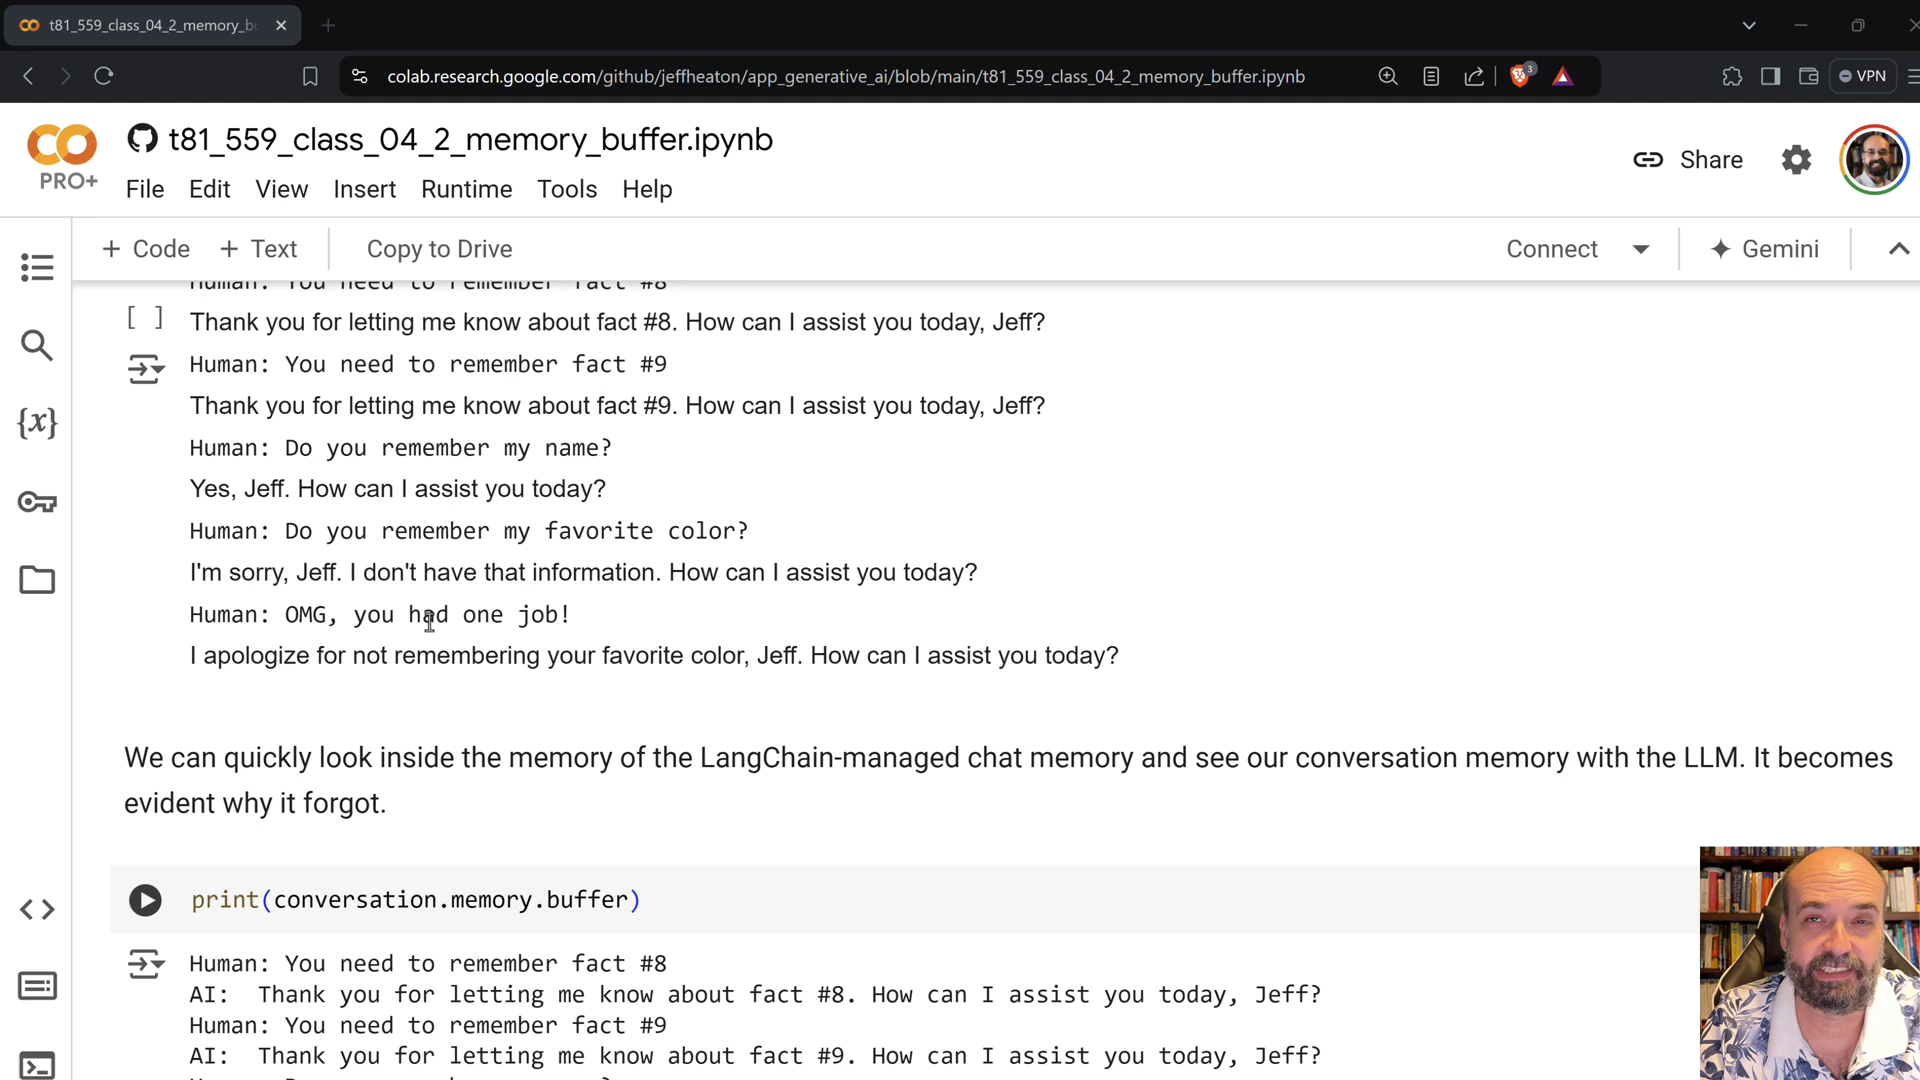 t81_559_class_04_2_memory_bu
colab.research.google.com/github/jeffheaton/app_generative_ai/blob/main/t81_559_class_04_2_memory_buffer.ipynb
3
VPN
t81_559_class_04_2_memory_buffer.ipynb
PRO+
File Edit View Insert Runtime Tools Help
Share
+ Code + Text Copy to Drive
Connect
Gemini
Human: You need to remember fact #8
[ ]
Thank you for letting me know about fact #8. How can I assist you today, Jeff?
Human: You need to remember fact #9
Thank you for letting me know about fact #9. How can I assist you today, Jeff?
Human: Do you remember my name?
Yes, Jeff. How can I assist you today?
Human: Do you remember my favorite color?
I'm sorry, Jeff. I don't have that information. How can I assist you today?
Human: OMG, you had one job!
I apologize for not remembering your favorite color, Jeff. How can I assist you today?
{x}
We can quickly look inside the memory of the LangChain-managed chat memory and see our conversation memory with the LLM. It becomes
evident why it forgot.
print(conversation.memory.buffer)
Human: You need to remember fact #8
AI:  Thank you for letting me know about fact #8. How can I assist you today, Jeff?
Human: You need to remember fact #9
AI:  Thank you for letting me know about fact #9. How can I assist you today, Jeff?